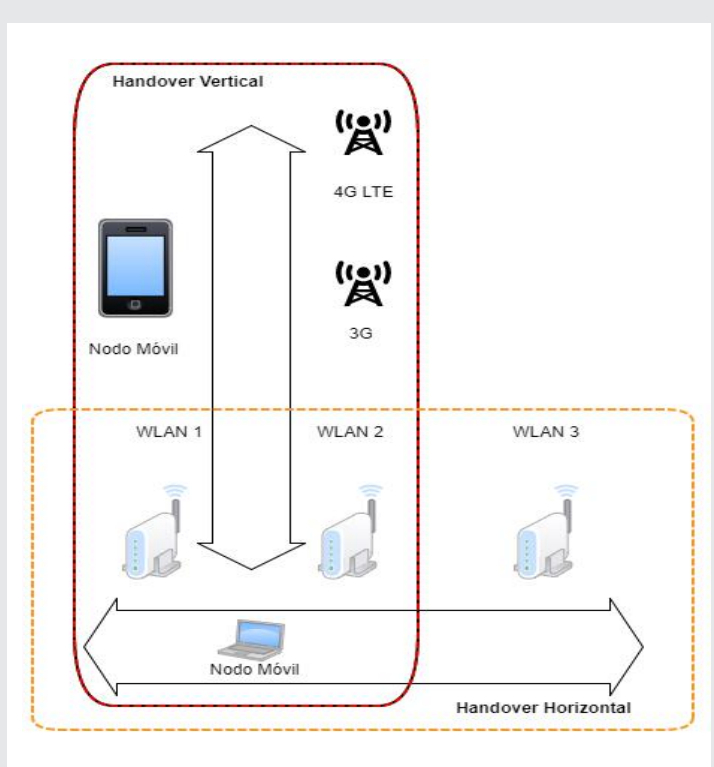 Handover Vertical
4G LTE
3G
Nodo Móvil
WLAN 1
WLAN 2
WLAN 3
Nodo Móvil
Handover Horizontal